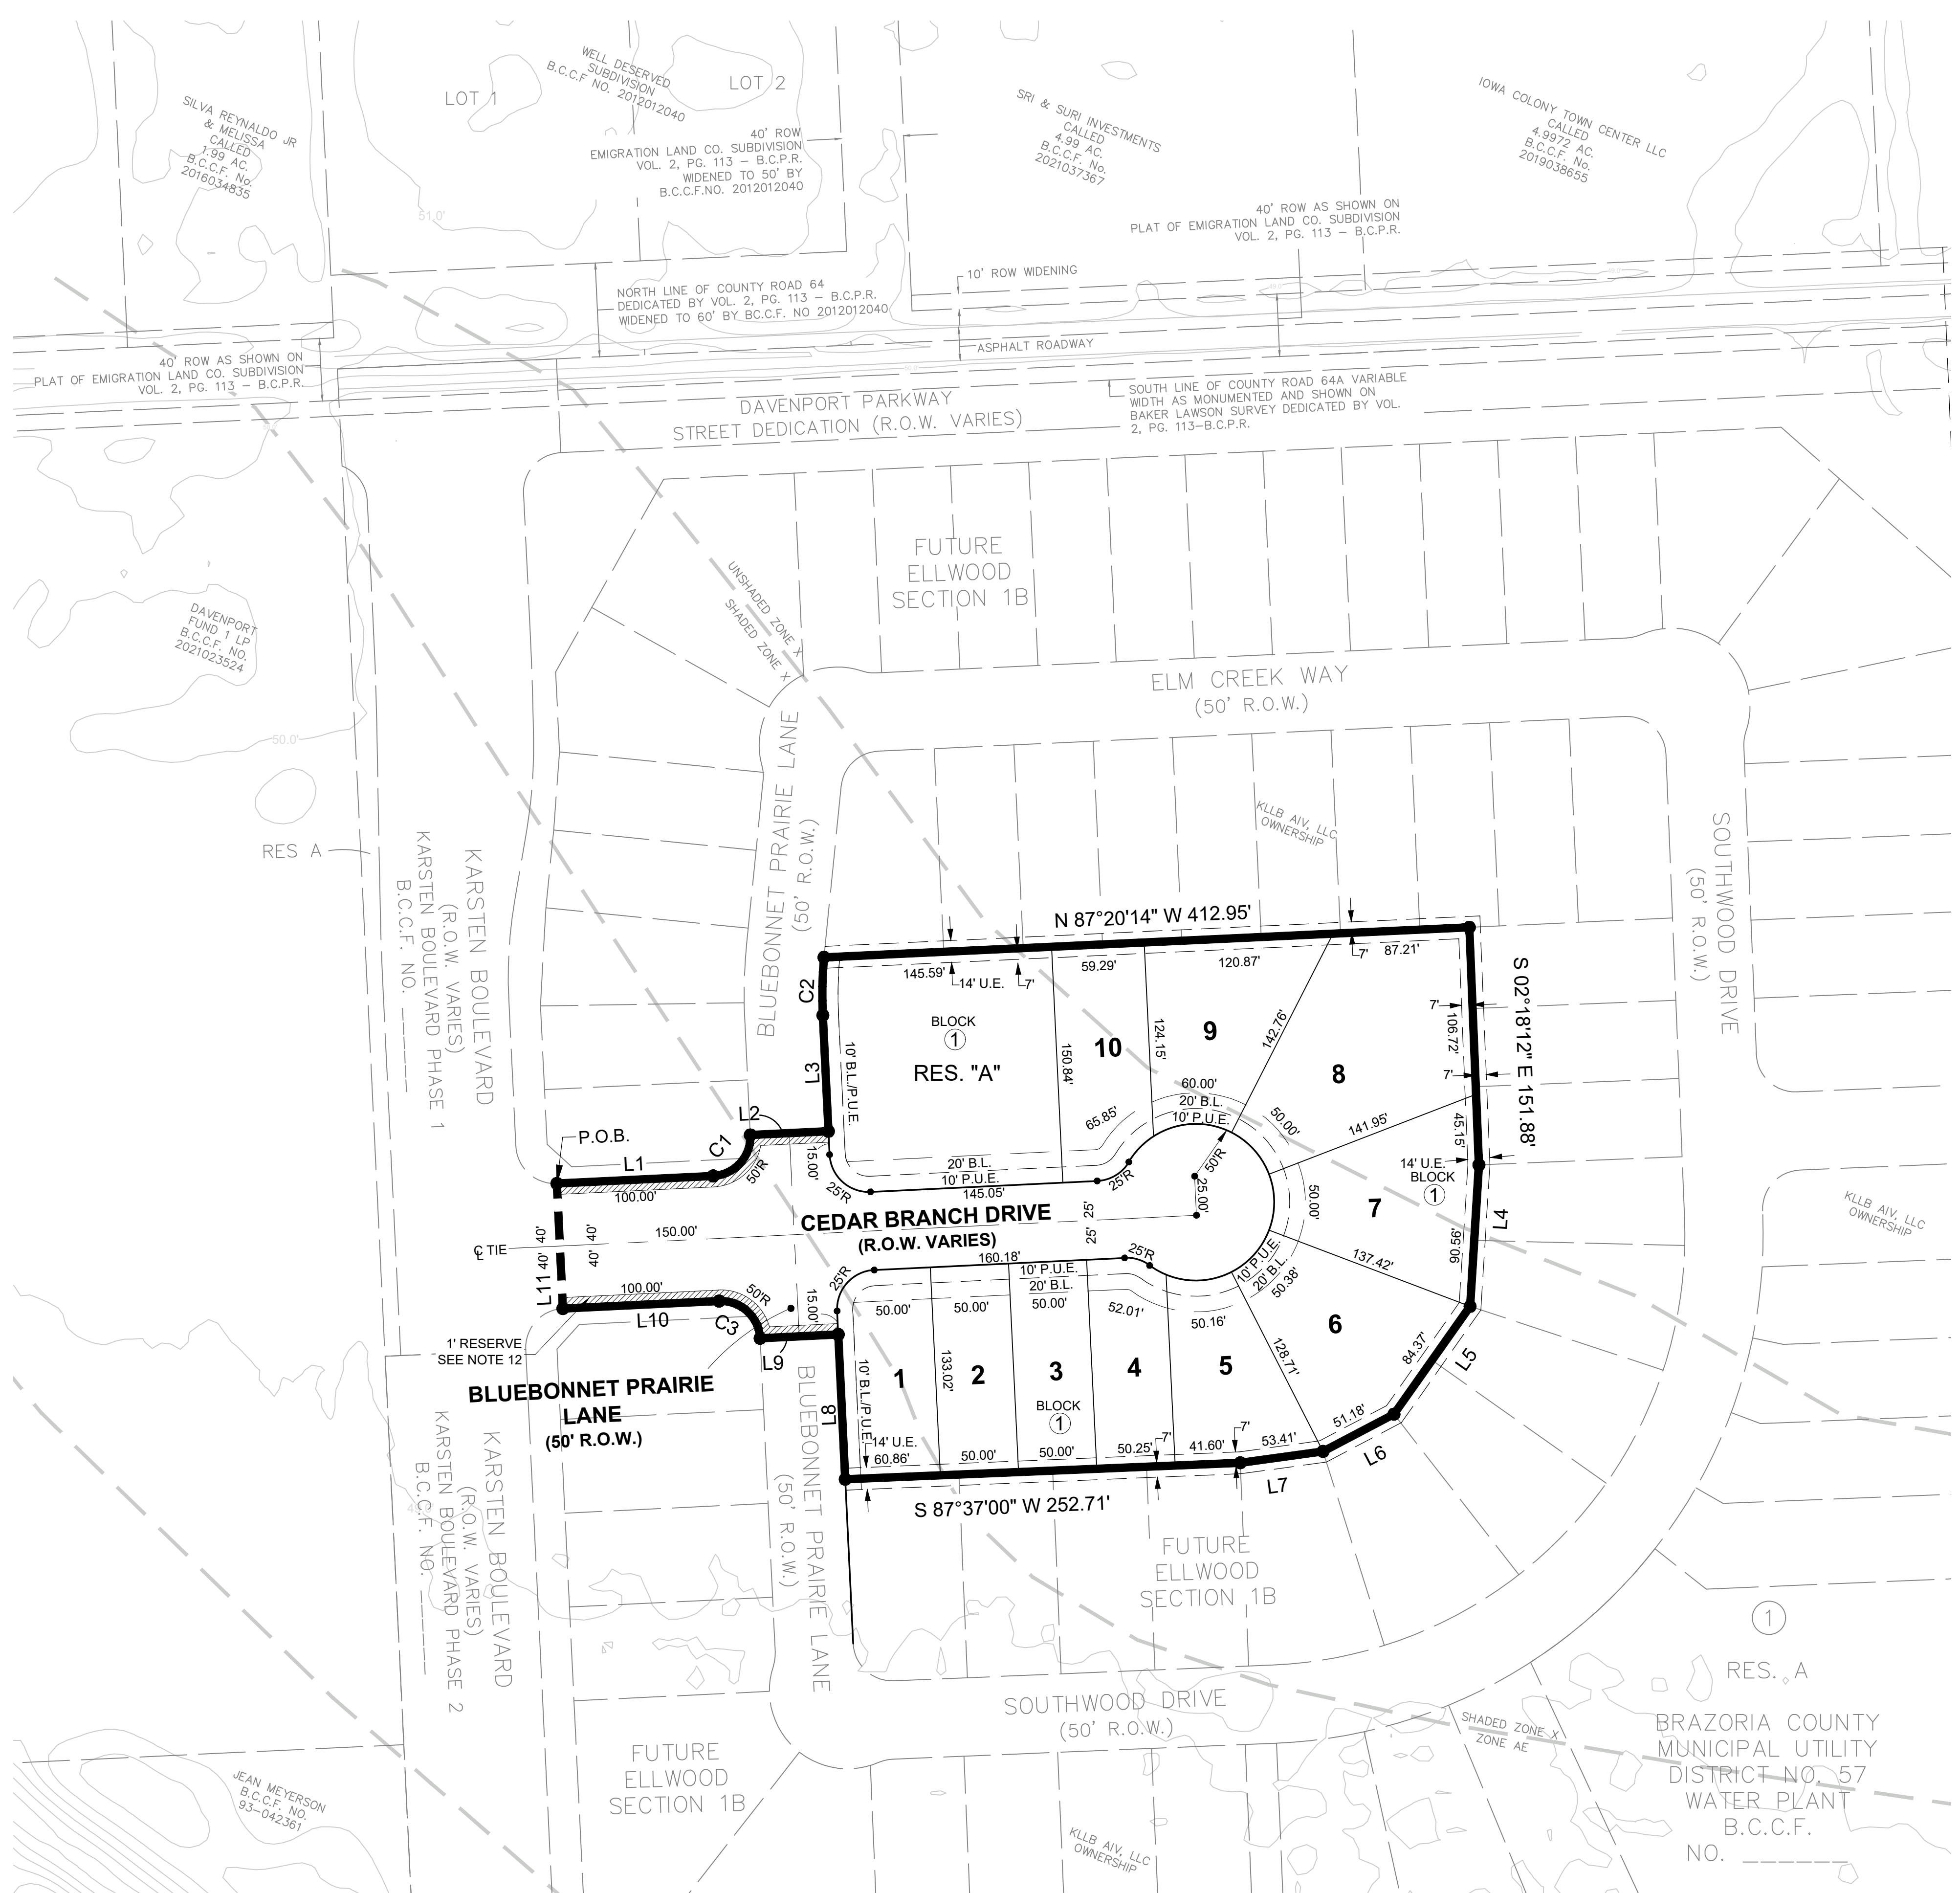 SILVA REYNALDO JR
& MELISSA
CALLED
1.99 AC.
B.C.C.F. No.
2016034835
LOT 1
WELL DESERVED
SUBDIVISION
B.C.C.F NO. 2012012040
LOT 2
40' ROW
EMIGRATION LAND CO. SUBDIVISION
VOL. 2, PG. 113 – B.C.P.R.
WIDENED TO 50' BY
B.C.C.F.NO. 2012012040
51.0'
SRI & SURI INVESTMENTS
CALLED
4.99 AC.
B.C.C.F. No.
2021037367
IOWA COLONY TOWN CENTER LLC
CALLED
4.9972 AC.
B.C.C.F. No.
2019038655
40' ROW AS SHOWN ON
PLAT OF EMIGRATION LAND CO. SUBDIVISION
VOL. 2, PG. 113 – B.C.P.R.
10' ROW WIDENING
NORTH LINE OF COUNTY ROAD 64
DEDICATED BY VOL. 2, PG. 113 – B.C.P.R.
WIDENED TO 60' BY BC.C.F. NO 2012012040
ASPHALT ROADWAY
40' ROW AS SHOWN ON
PLAT OF EMIGRATION LAND CO. SUBDIVISION
VOL. 2, PG. 113 – B.C.P.R.
DAVENPORT PARKWAY
STREET DEDICATION (R.O.W. VARIES)
SOUTH LINE OF COUNTY ROAD 64A VARIABLE
WIDTH AS MONUMENTED AND SHOWN ON
BAKER LAWSON SURVEY DEDICATED BY VOL.
2, PG. 113–B.C.P.R.
FUTURE
ELLWOOD
SECTION 1B
UNSHADED ZONE X
SHADED ZONE X
DAVENPORT
FUND 1 LP
B.C.C.F. NO.
2021023524
50.0'
ELM CREEK WAY
(50' R.O.W.)
BLUEBONNET PRAIRIE LANE
(50' R.O.W.)
KLLB AIV, LLC
OWNERSHIP
SOUTHWOOD DRIVE
(50' R.O.W.)
RES A
KARSTEN BOULEVARD
(R.O.W. VARIES)
KARSTEN BOULEVARD PHASE 1
B.C.C.F. NO. ______
N 87°20'14" W 412.95'
145.59'
14' U.E.
7'
59.29'
120.87'
7'
87.21'
S 02°18'12" E 151.88'
C2
L3
BLOCK
1
RES. "A"
10' B.L./P.U.E.
150.84'
10
124.15'
9
142.76'
8
7'
106.72'
7'
60.00'
20' B.L.
10' P.U.E.
65.85'
50.00'
141.95'
45.15'
14' U.E.
BLOCK
1
L2
P.O.B.
L1
C1
100.00'
50'R
15.00'
25'R
20' B.L.
10' P.U.E.
145.05'
25'R
50'R
25.00'
50.00'
7
L4
90.59'
CEDAR BRANCH DRIVE
(R.O.W. VARIES)
25' 25'
150.00'
℄ TIE
40' 40'
40' 40'
L11
100.00'
50'R
L10
C3
15.00'
25'R
160.18'
25'R
10' P.U.E.
20' B.L.
10' P.U.E.
20' B.L.
50.38'
137.42'
50.00'
50.00'
50.00'
52.01'
50.16'
6
1' RESERVE
SEE NOTE 12
L9
BLUEBONNET PRAIRIE
LANE
(50' R.O.W.)
L8
10' B.L./P.U.E.
1
133.02'
2
3
BLOCK
1
4
5
128.71'
84.37'
L5
14' U.E.
60.86'
50.00'
50.00'
50.25'
7'
41.60'
7'
53.41'
51.18'
L6
L7
S 87°37'00" W 252.71'
KLLB AIV, LLC
OWNERSHIP
KARSTEN BOULEVARD
(R.O.W. VARIES)
KARSTEN BOULEVARD PHASE 2
B.C.C.F. NO. ______
BLUEBONNET PRAIRIE LANE
(50' R.O.W.)
FUTURE
ELLWOOD
SECTION 1B
SOUTHWOOD DRIVE
(50' R.O.W.)
FUTURE
ELLWOOD
SECTION 1B
JEAN MEYERSON
B.C.C.F. NO.
93-042361
KLLB AIV, LLC
OWNERSHIP
SHADED ZONE X
ZONE AE
1
RES. A
BRAZORIA COUNTY
MUNICIPAL UTILITY
DISTRICT NO. 57
WATER PLANT
B.C.C.F.
NO. ______